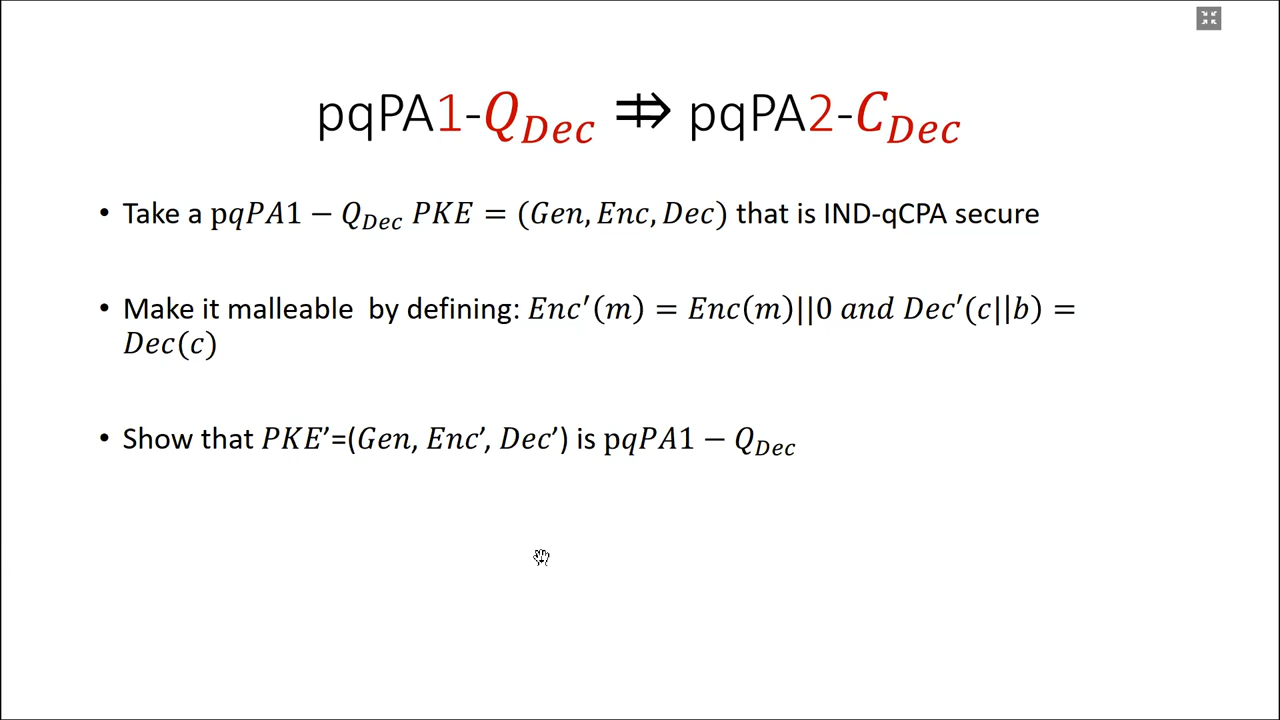 pqPA1-Q_Dec ⇏ pqPA2-C_Dec
• Take a pqPA1 − Q_Dec PKE = (Gen, Enc, Dec) that is IND-qCPA secure
• Make it malleable by defining: Enc′(m) = Enc(m)||0 and Dec′(c||b) =
Dec(c)
• Show that PKE’=(Gen, Enc’, Dec’) is pqPA1 − Q_Dec